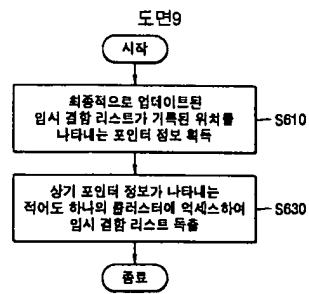 도면9
시작
최종적으로 업데이트된
임시 결함 리스트가 기록된 위치를
나타내는 포인터 정보 획득
S610
상기 포인터 정보가 나타내는
적어도 하나의 클러스터에 억세스하여
임시 결함 리스트 독출
S630
종료